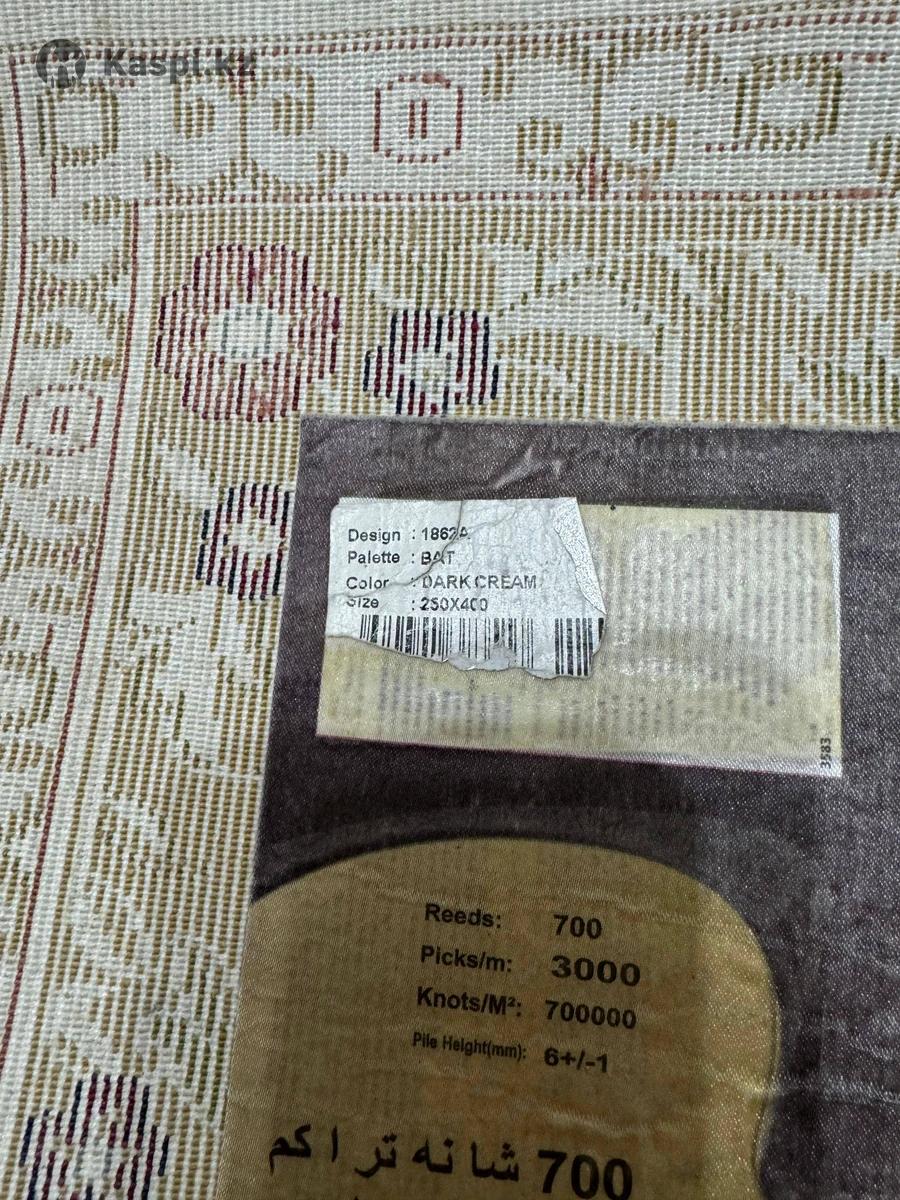 Kaspi.kz
Design : 1862A
Palette : BAT
Color : DARK CREAM
Size : 250X400
3583
Reeds: 700
Picks/m: 3000
Knots/M²: 700000
Pile Height(mm): 6+/-1
700 شانه تراکم